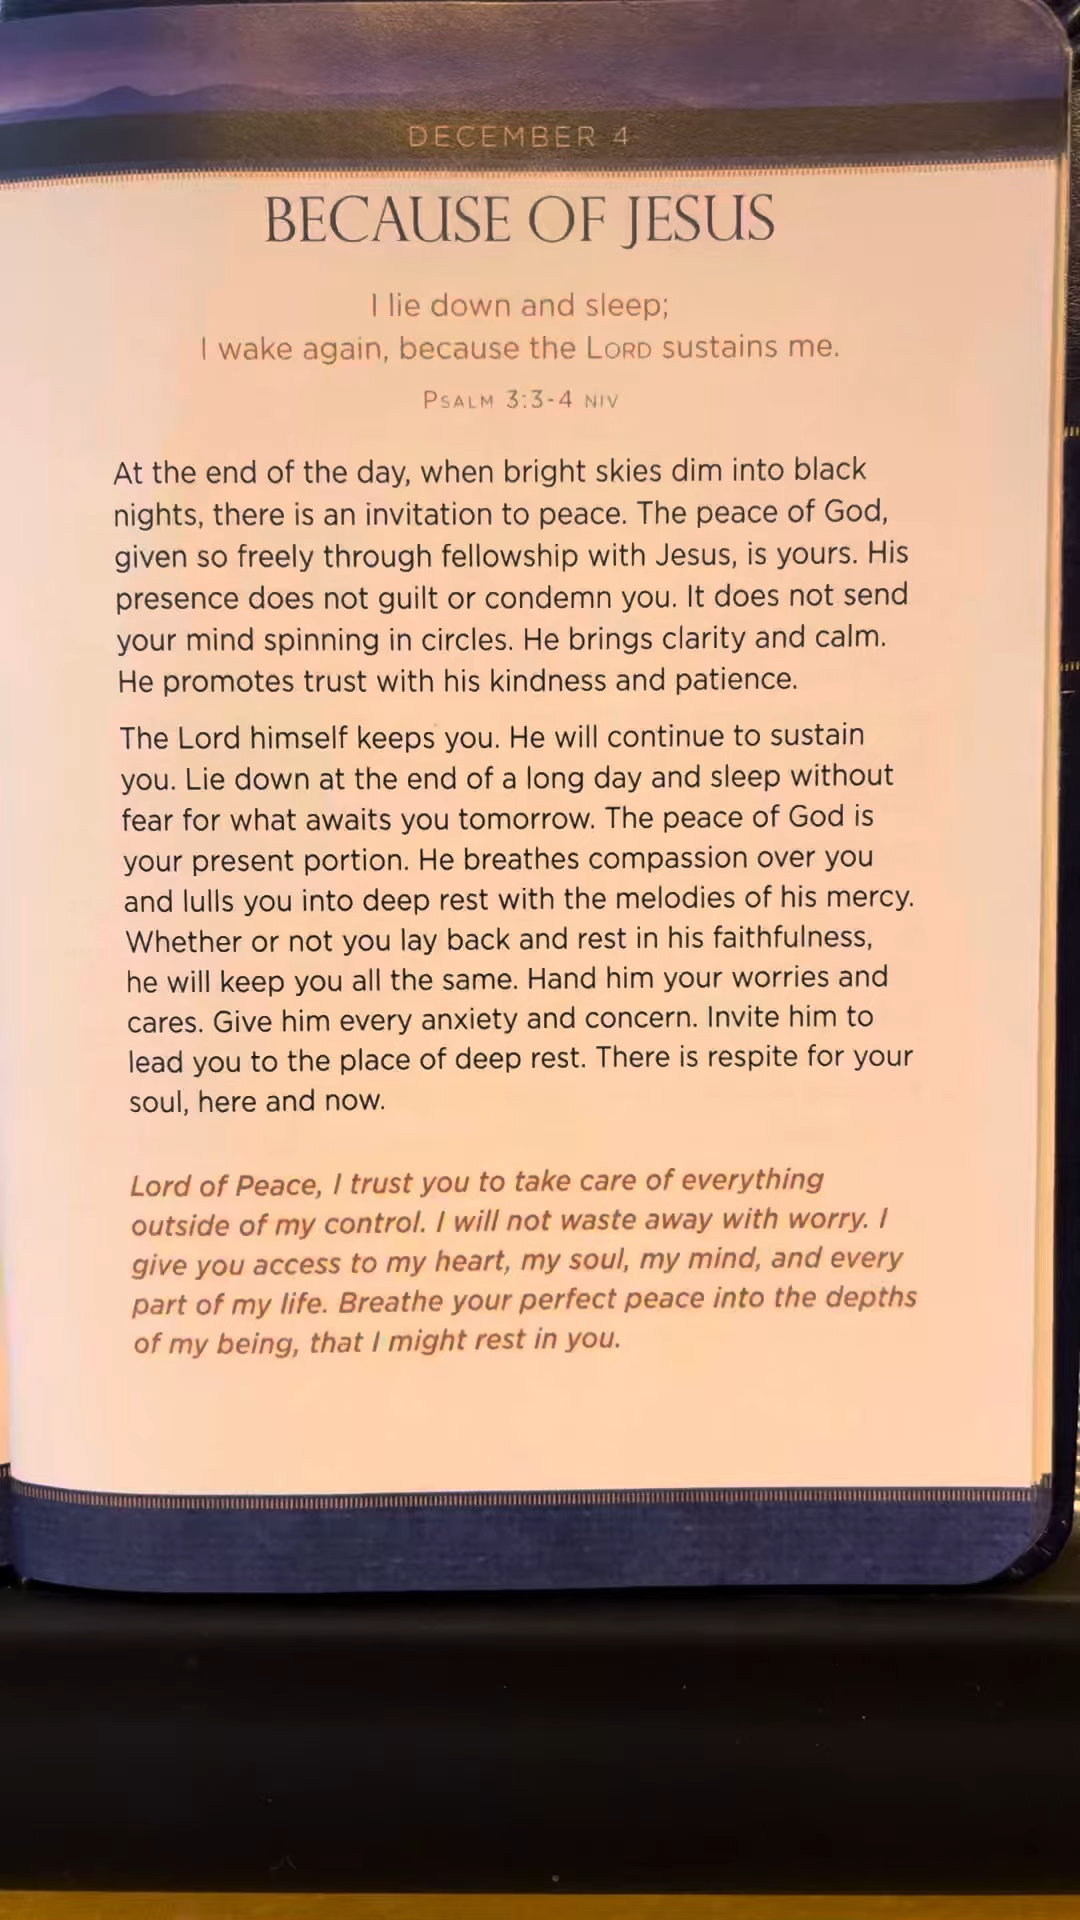 DECEMBER 4
BECAUSE OF JESUS
I lie down and sleep;
I wake again, because the LORD sustains me.
PSALM 3:3-4 NIV
At the end of the day, when bright skies dim into black
nights, there is an invitation to peace. The peace of God,
given so freely through fellowship with Jesus, is yours. His
presence does not guilt or condemn you. It does not send
your mind spinning in circles. He brings clarity and calm.
He promotes trust with his kindness and patience.
The Lord himself keeps you. He will continue to sustain
you. Lie down at the end of a long day and sleep without
fear for what awaits you tomorrow. The peace of God is
your present portion. He breathes compassion over you
and lulls you into deep rest with the melodies of his mercy.
Whether or not you lay back and rest in his faithfulness,
he will keep you all the same. Hand him your worries and
cares. Give him every anxiety and concern. Invite him to
lead you to the place of deep rest. There is respite for your
soul, here and now.
Lord of Peace, I trust you to take care of everything
outside of my control. I will not waste away with worry. I
give you access to my heart, my soul, my mind, and every
part of my life. Breathe your perfect peace into the depths
of my being, that I might rest in you.